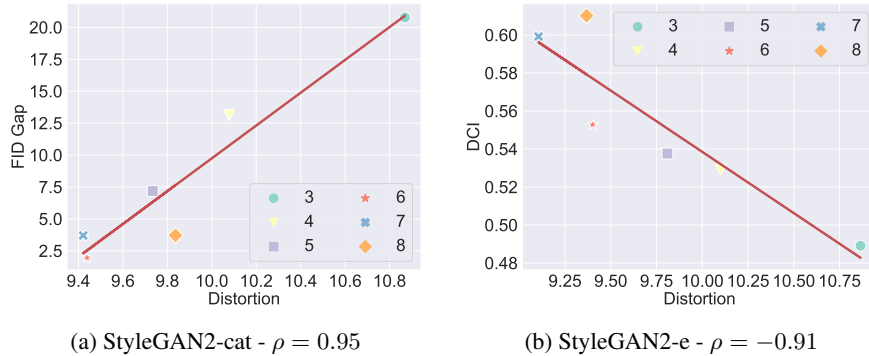 20.0
17.5
15.0
12.5
10.0
7.5
5.0
2.5
FID Gap
3 6
4 7
5 8
9.4 9.6 9.8 10.0 10.2 10.4 10.6 10.8
Distortion
(a) StyleGAN2-cat - ρ = 0.95
0.60
0.58
0.56
0.54
0.52
0.50
0.48
DCI
3 5 7
4 6 8
9.25 9.50 9.75 10.00 10.25 10.50 10.75
Distortion
(b) StyleGAN2-e - ρ = −0.91